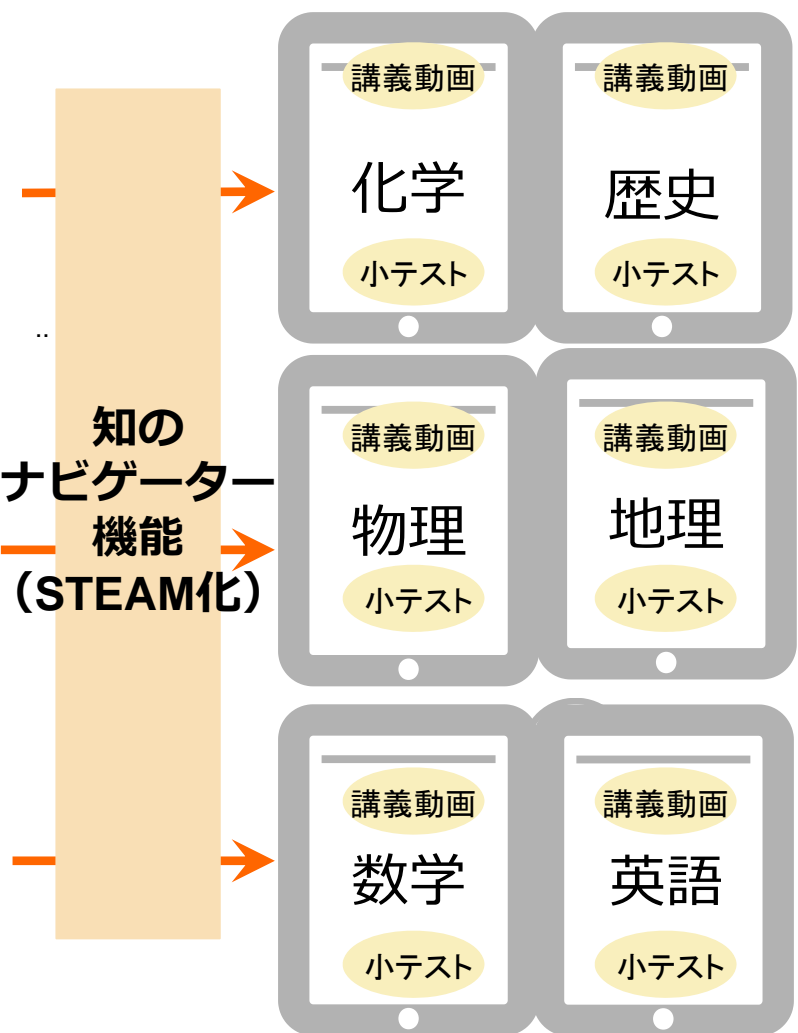 ..
知の
ナビゲーター
機能
（STEAM化）
講義動画
化学
小テスト
講義動画
歴史
小テスト
講義動画
物理
小テスト
講義動画
地理
小テスト
講義動画
数学
小テスト
講義動画
英語
小テスト